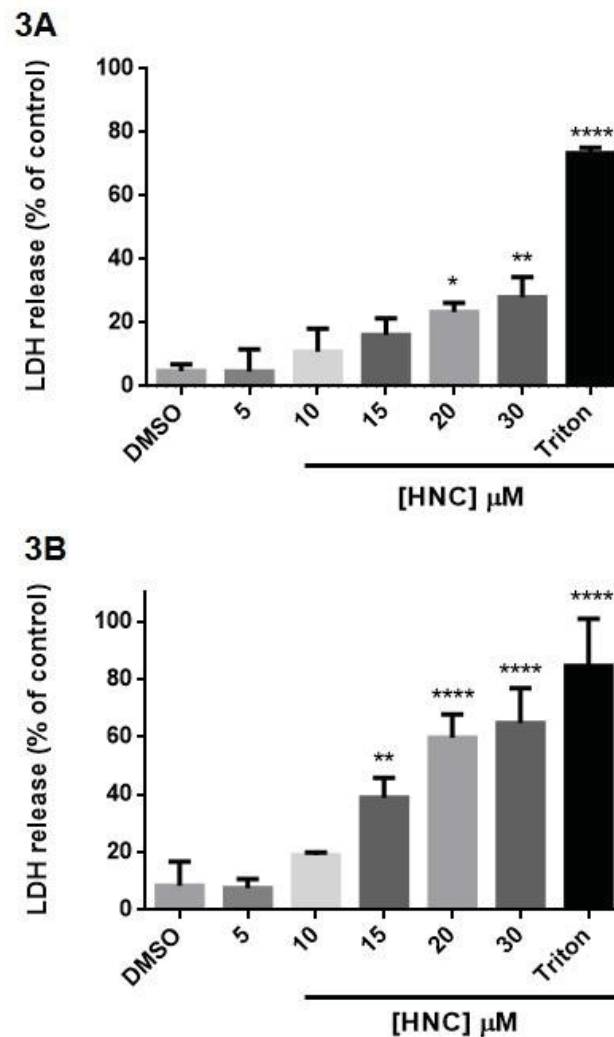 3A
LDH release (% of control)
100
80
60
40
20
0
*
**
****
DMSO
5
10
15
20
30
Triton
[HNC] µM
3B
LDH release (% of control)
100
80
60
40
20
0
**
****
****
****
DMSO
5
10
15
20
30
Triton
[HNC] µM